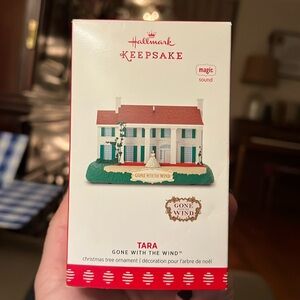 Hallmark
KEEPSAKE
magic
sound
GONE WITH THE WIND
GONE
WITH THE
WIND
TARA
GONE WITH THE WIND™
christmas tree ornament | décoration pour l'arbre de noël